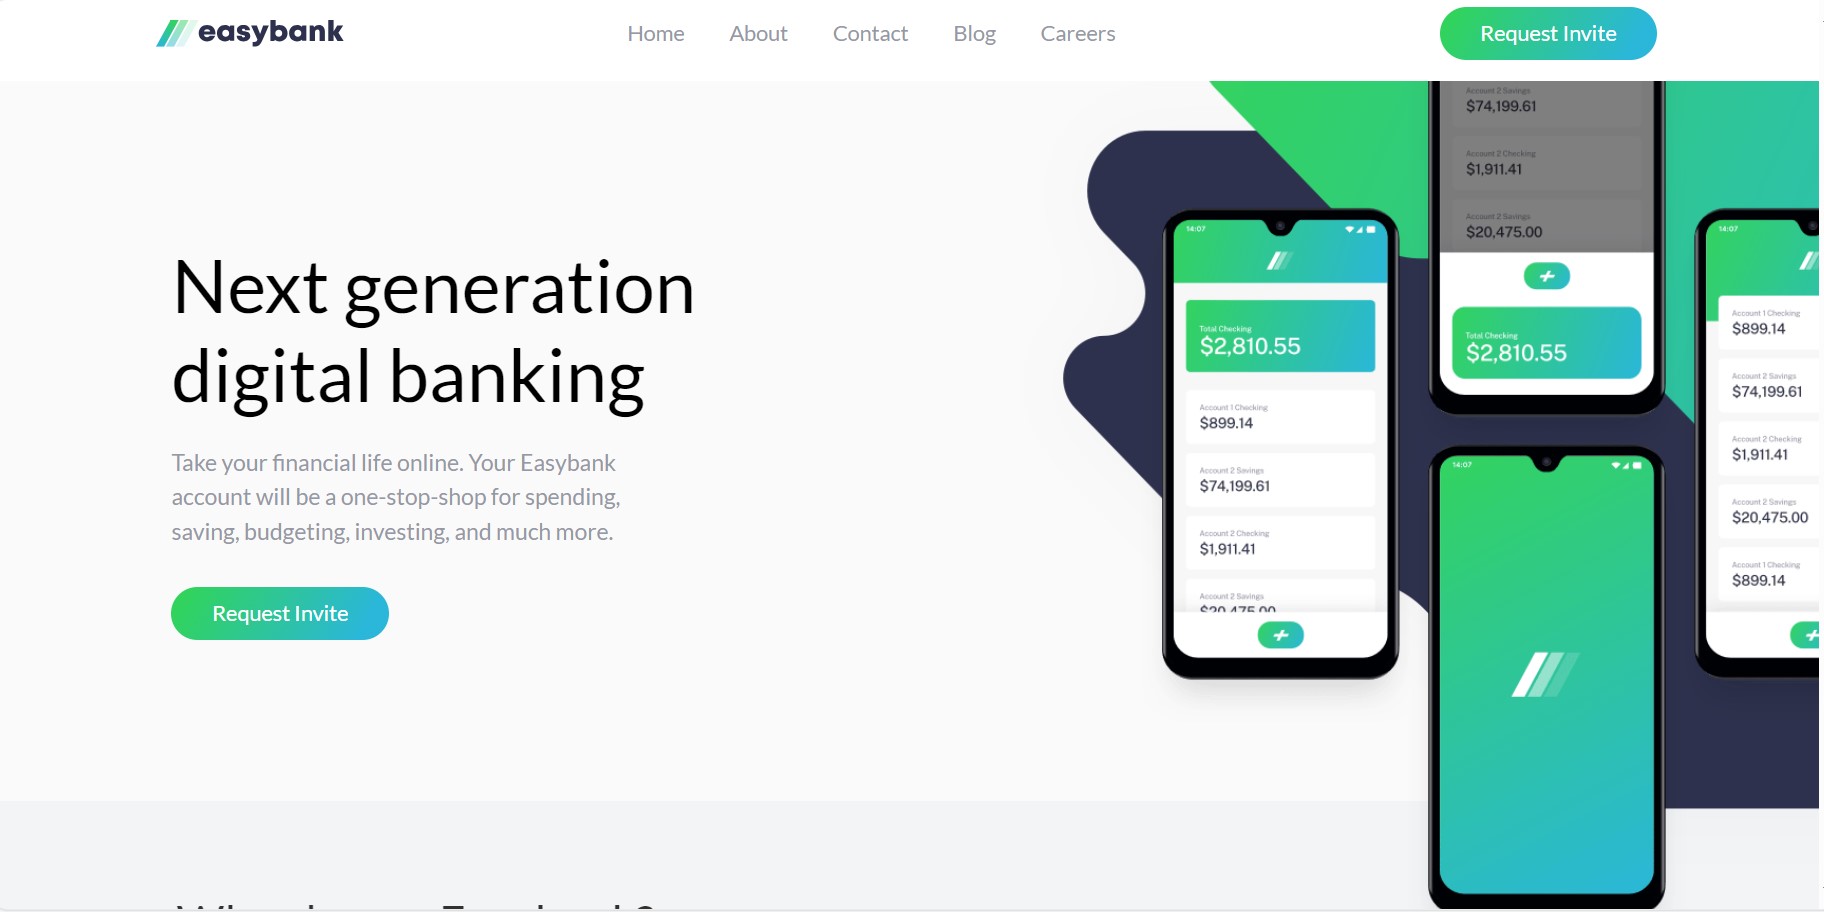 easybank
Home
About
Contact
Blog
Careers
Request Invite
Next generation
digital banking
Take your financial life online. Your Easybank
account will be a one-stop-shop for spending,
saving, budgeting, investing, and much more.
Request Invite
14:07
Total Checking
$2,810.55
Account 1 Checking
$899.14
Account 2 Savings
$74,199.61
Account 2 Checking
$1,911.41
Account 2 Savings
$20,475.00
Account 2 Savings
$74,199.61
Account 2 Checking
$1,911.41
Account 2 Savings
$20,475.00
Total Checking
$2,810.55
14:07
14:07
Account 1 Checking
$899.14
Account 2 Savings
$74,199.61
Account 2 Checking
$1,911.41
Account 2 Savings
$20,475.00
Account 1 Checking
$899.14